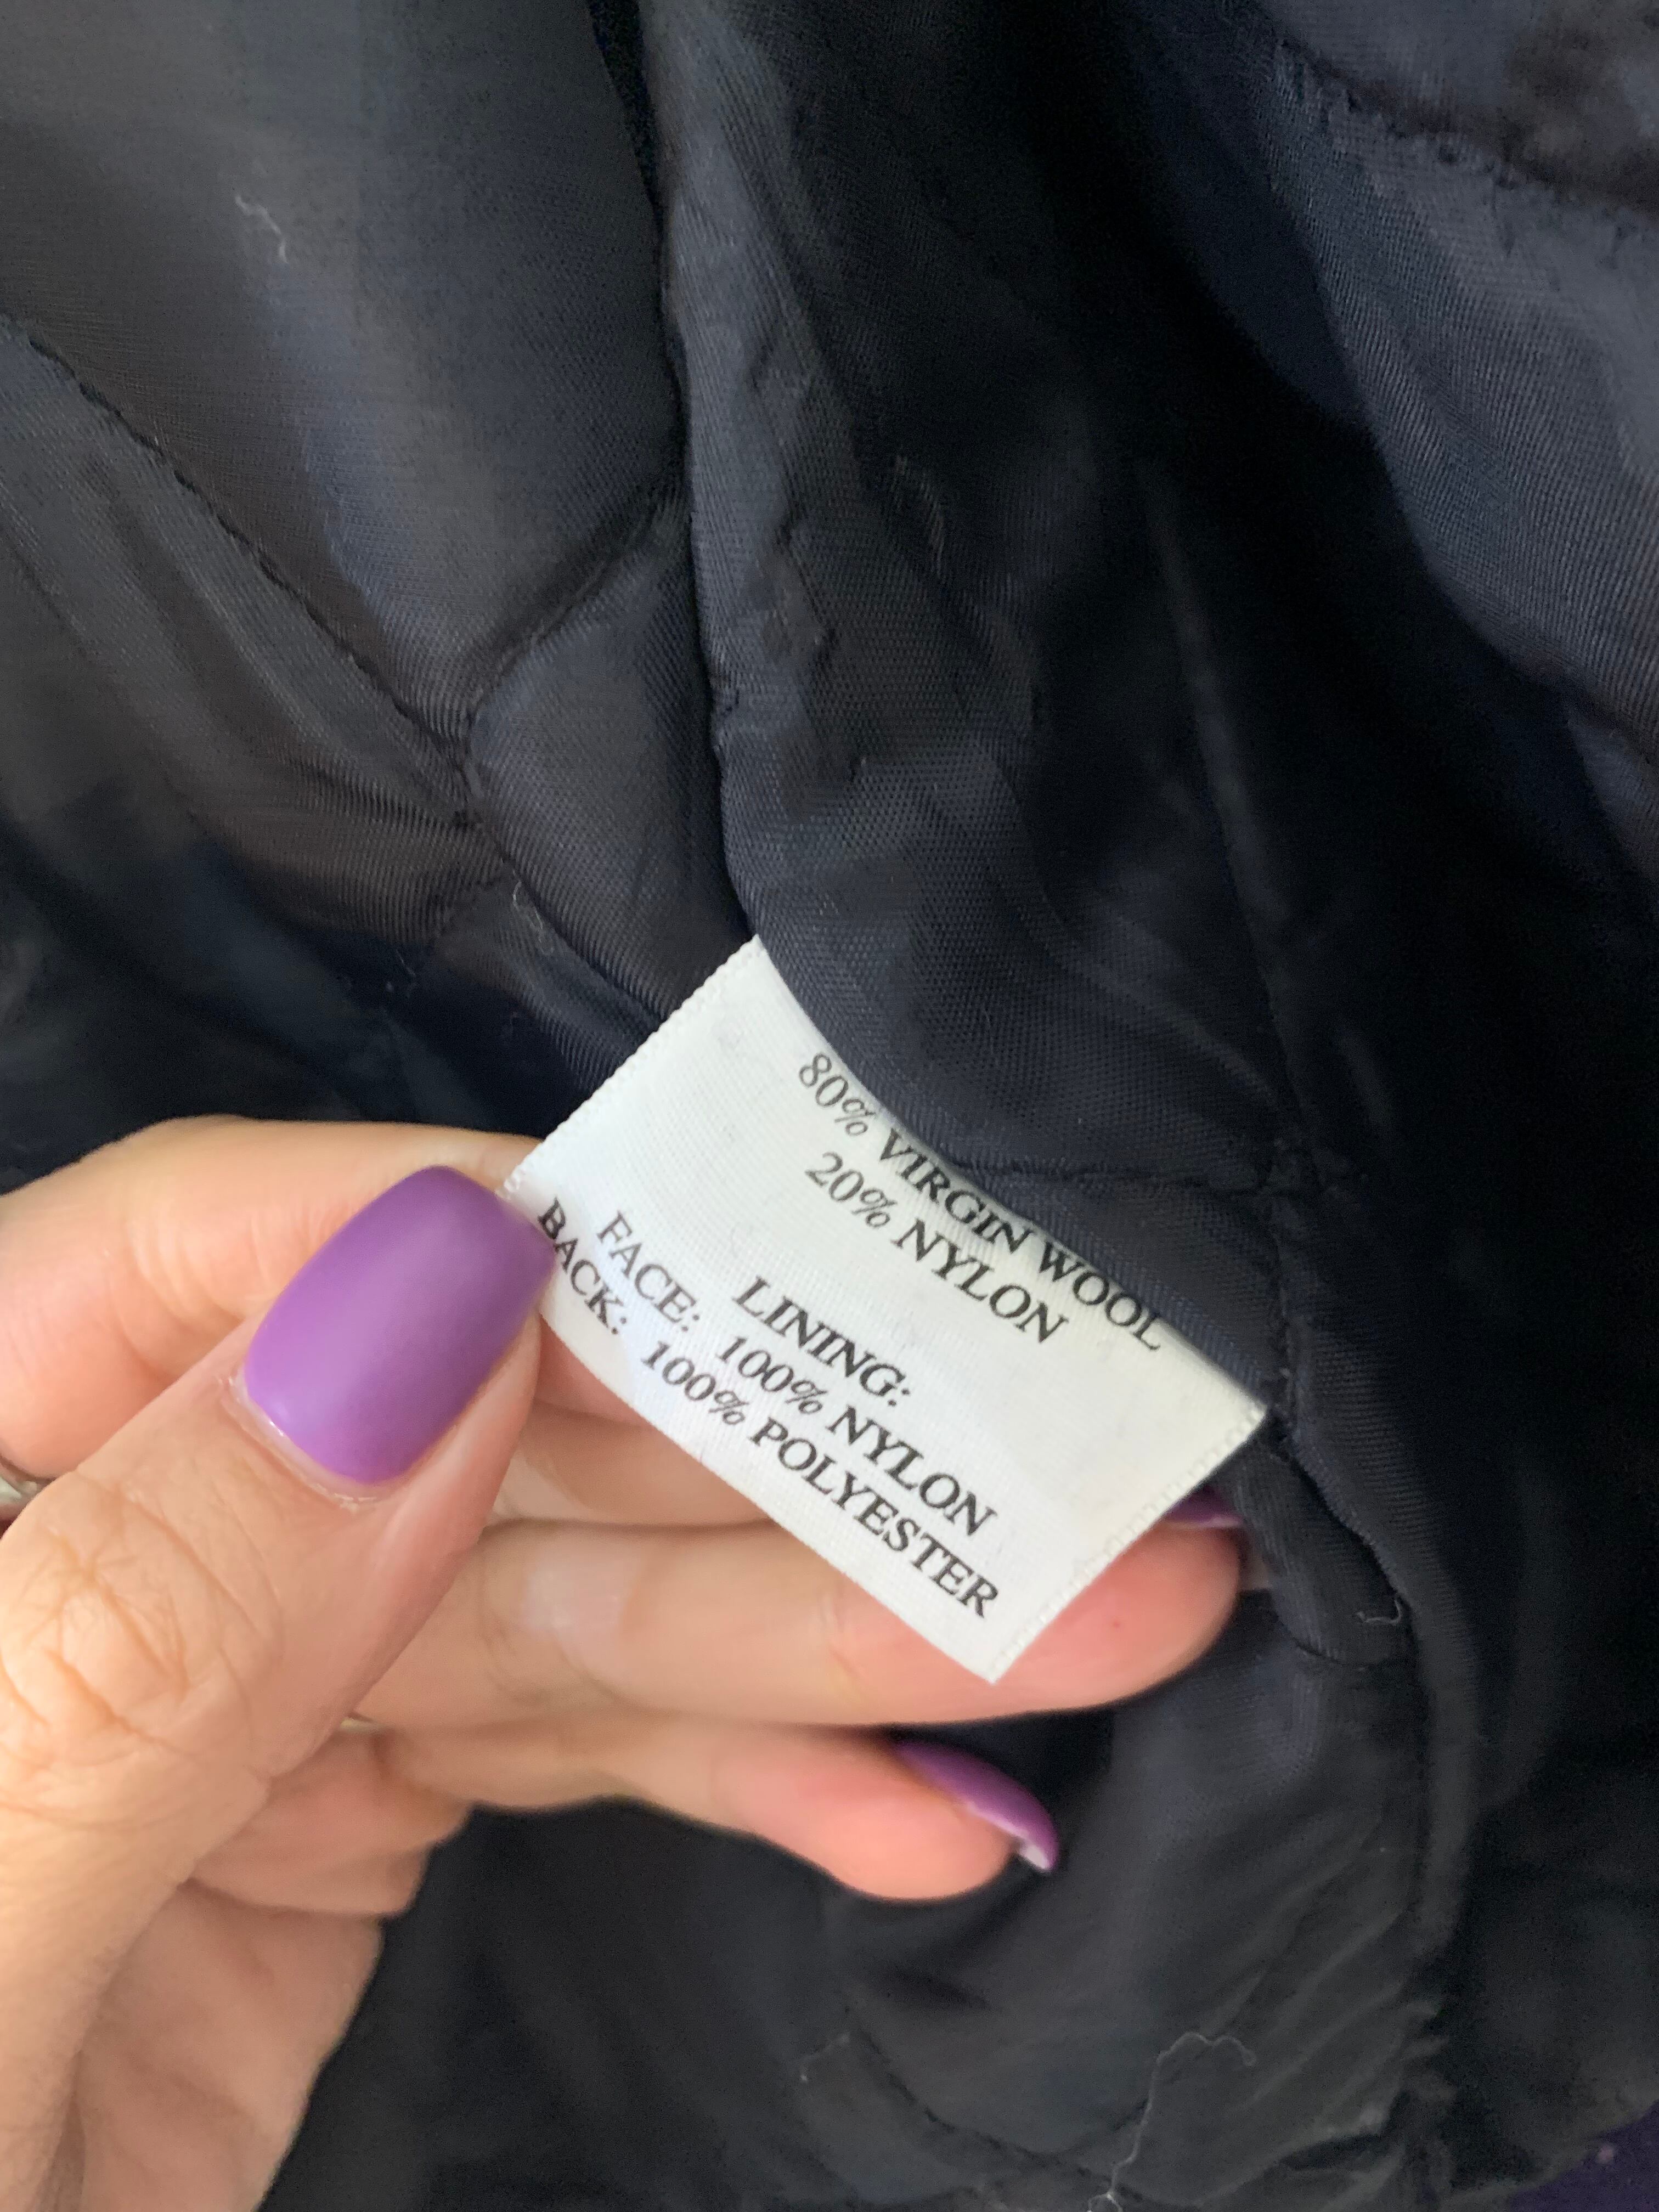 80% VIRGIN WOOL
20% NYLON
LINING:
FACE: 100% NYLON
BACK: 100% POLYESTER